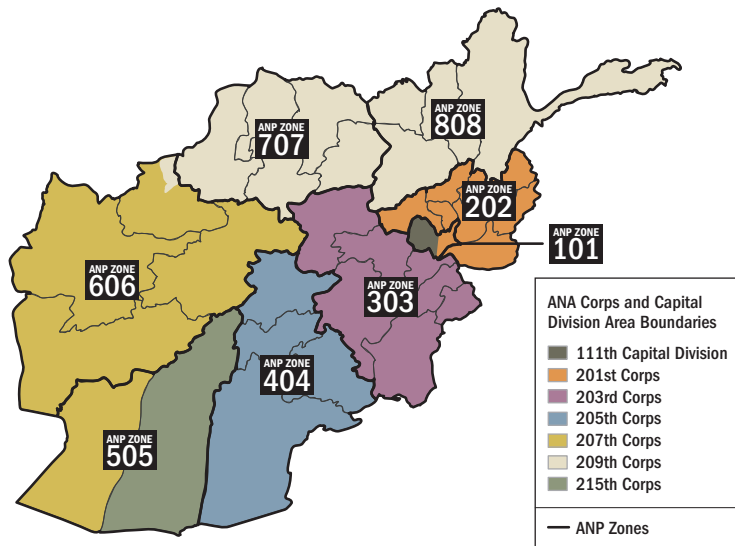 ANP ZONE
707
ANP ZONE
808
ANP ZONE
202
ANP ZONE
101
ANP ZONE
606
ANP ZONE
303
ANP ZONE
404
ANP ZONE
505
ANA Corps and Capital
Division Area Boundaries
111th Capital Division
201st Corps
203rd Corps
205th Corps
207th Corps
209th Corps
215th Corps
ANP Zones